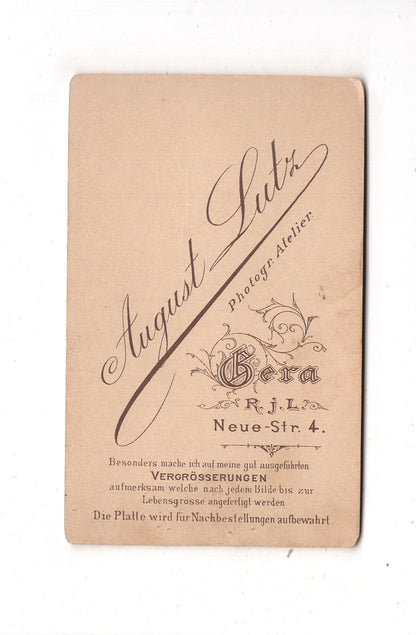 August Lutz
Photogr. Atelier
Gera
R. j. L.
Neue-Str. 4.
Besonders mache ich auf meine gut ausgeführten
VERGRÖSSERUNGEN
aufmerksam welche nach jedem Bilde bis zur
Lebensgrösse angefertigt werden
Die Platte wird für Nachbestellungen aufbewahrt.